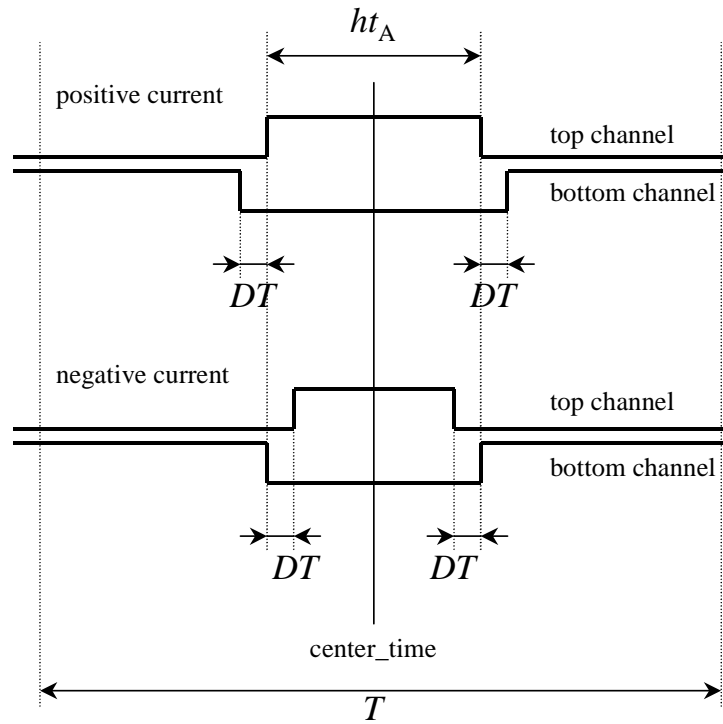 htA
positive current
top channel
bottom channel
DT
DT
negative current
top channel
bottom channel
DT
DT
center_time
T